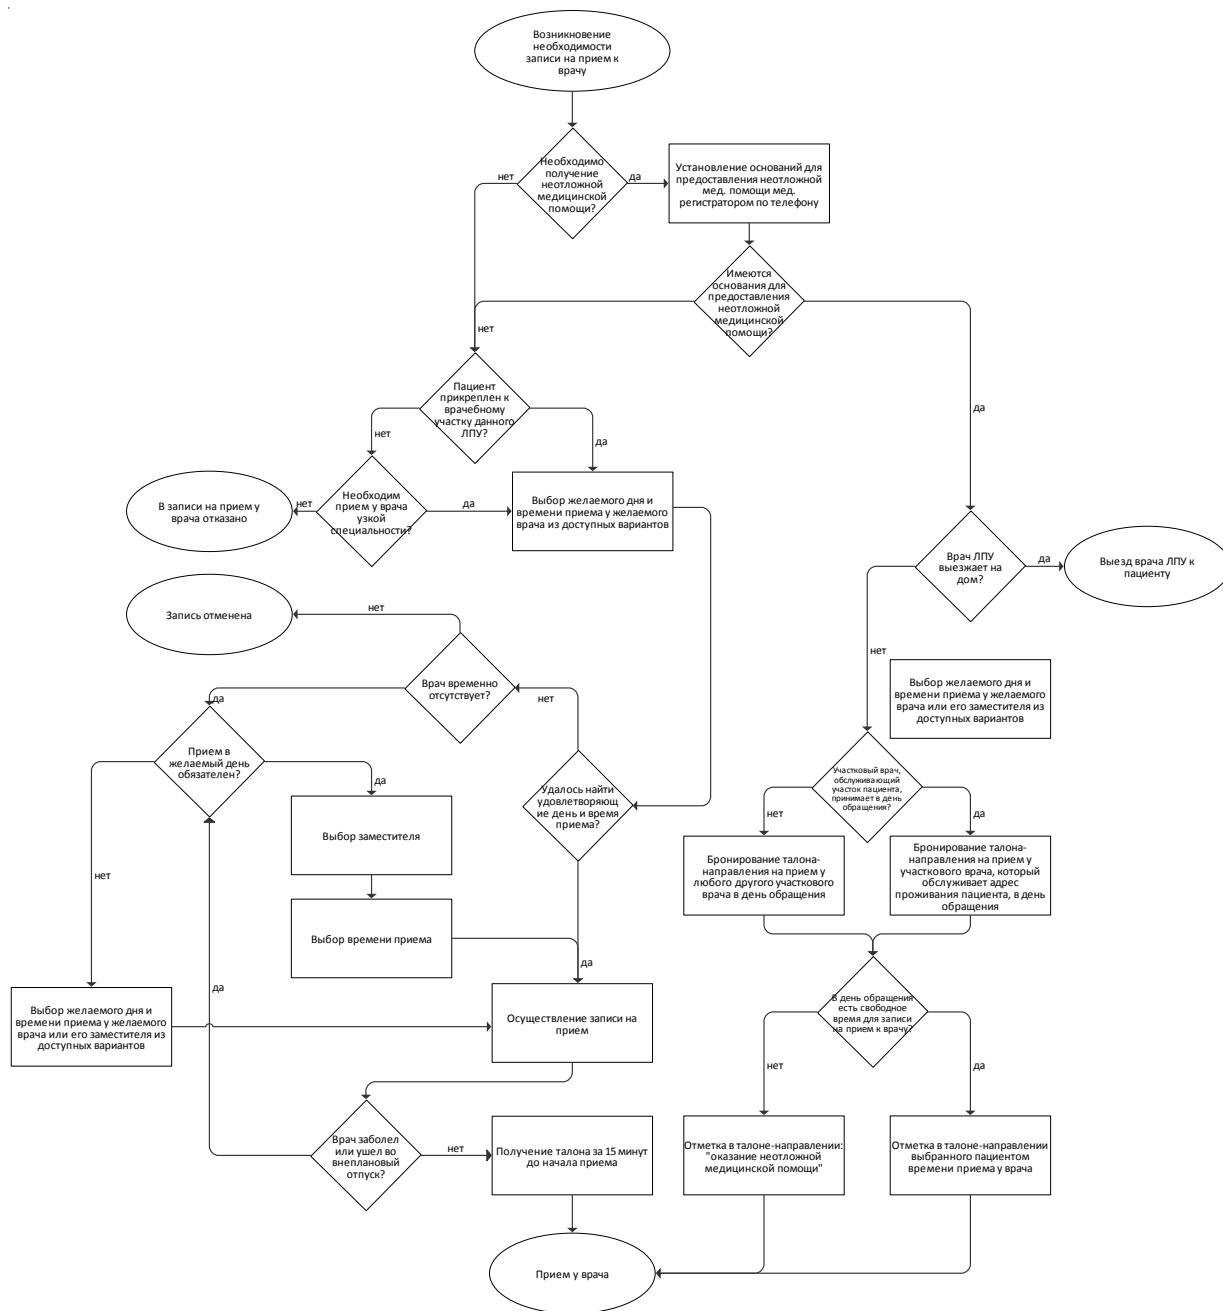 Возникновение
необходимости
записи на прием к
врачу
Необходимо
получение
неотложной
медицинской
помощи?
нет
да
Установление оснований для
предоставления неотложной
мед. помощи мед.
регистратором по телефону
Имеются
основания для
предоставления
неотложной
медицинской
помощи?
нет
да
Пациент
прикреплен к
врачебному
участку данного
ЛПУ?
нет
да
В записи на прием у
врача отказано
нет
Необходим
прием у врача
узкой
специальности?
да
Выбор желаемого дня и
времени приема у желаемого
врача из доступных вариантов
Врач ЛПУ
выезжает на
дом?
да
Выезд врача ЛПУ к
пациенту
нет
Запись отменена
нет
Врач временно
отсутствует?
нет
да
Выбор желаемого дня и
времени приема у желаемого
врача или его заместителя из
доступных вариантов
Прием в
желаемый день
обязателен?
да
нет
Удалось найти
удовлетворяющ
ие день и время
приема?
да
Участковый врач,
обслуживающий
участок пациента,
принимает в день
обращения?
нет
да
Выбор заместителя
Бронирование талона-
направления на прием у
любого другого участкового
врача в день обращения
Бронирование талона-
направления на прием у
участкового врача, который
обслуживает адрес
проживания пациента, в день
обращения
Выбор времени приема
Выбор желаемого дня и
времени приема у желаемого
врача или его заместителя из
доступных вариантов
да
Осуществление записи на
прием
В день обращения
есть свободное
время для записи
на прием к врачу?
нет
да
Врач заболел
или ушел во
внеплановый
отпуск?
нет
Получение талона за 15 минут
до начала приема
Отметка в талоне-направлении:
"оказание неотложной
медицинской помощи"
Отметка в талоне-направлении
выбранного пациентом
времени приема у врача
Прием у врача